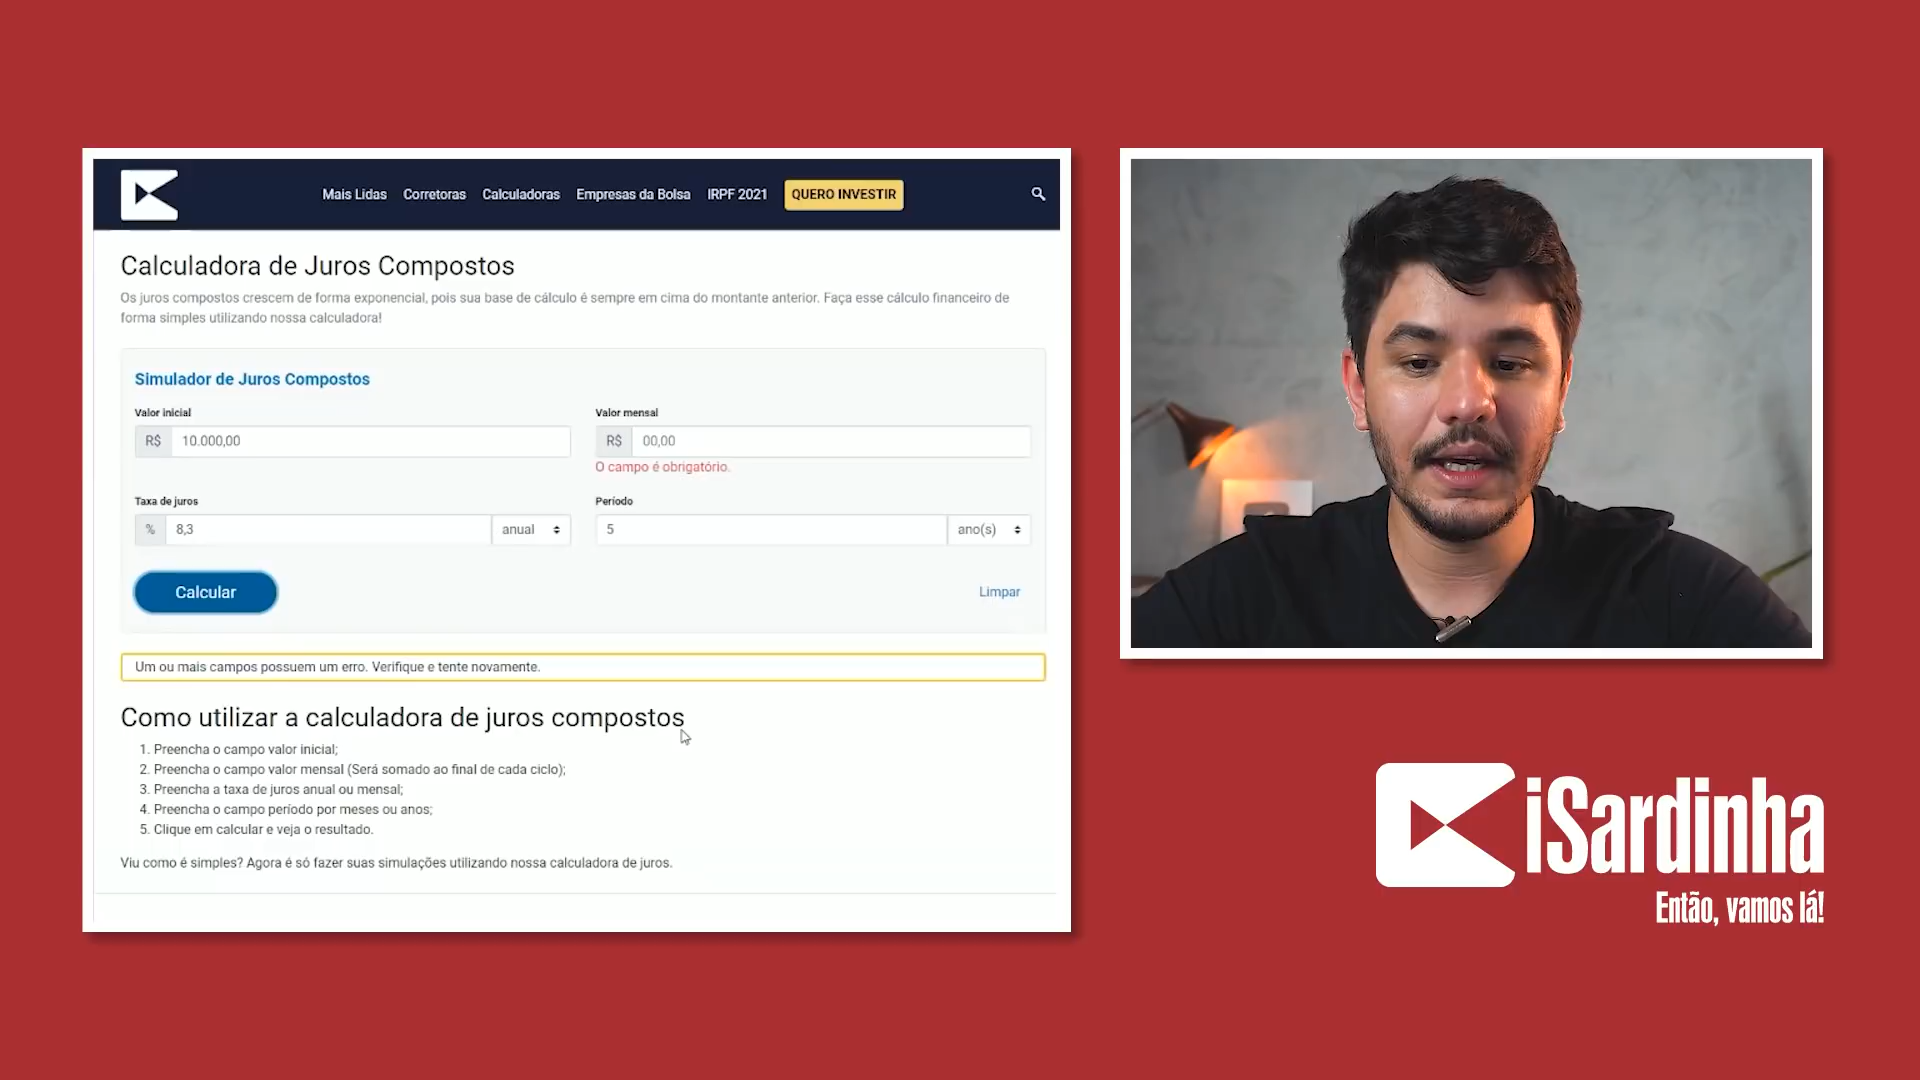 Mais Lidas Corretoras Calculadoras Empresas da Bolsa IRPF 2021 QUERO INVESTIR
Calculadora de Juros Compostos
Os juros compostos crescem de forma exponencial, pois sua base de cálculo é sempre em cima do montante anterior. Faça esse cálculo financeiro de
forma simples utilizando nossa calculadora!
Simulador de Juros Compostos
Valor inicial Valor mensal
R$ 10.000,00 R$ 00,00
O campo é obrigatório.
Taxa de juros Período
% 8,3 anual 5 ano(s)
Calcular Limpar
Um ou mais campos possuem um erro. Verifique e tente novamente.
Como utilizar a calculadora de juros compostos
1. Preencha o campo valor inicial;
2. Preencha o campo valor mensal (Será somado ao final de cada ciclo);
3. Preencha a taxa de juros anual ou mensal;
4. Preencha o campo período por meses ou anos;
5. Clique em calcular e veja o resultado.
Viu como é simples? Agora é só fazer suas simulações utilizando nossa calculadora de juros.
iSardinha
Então, vamos lá!